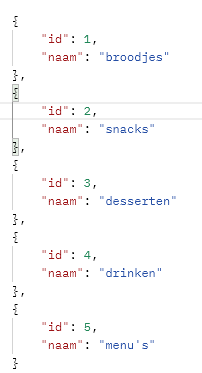 {
"id": 1,
"naam": "broodjes"
},
{
"id": 2,
"naam": "snacks"
},
{
"id": 3,
"naam": "desserten"
},
{
"id": 4,
"naam": "drinken"
},
{
"id": 5,
"naam": "menu's"
}